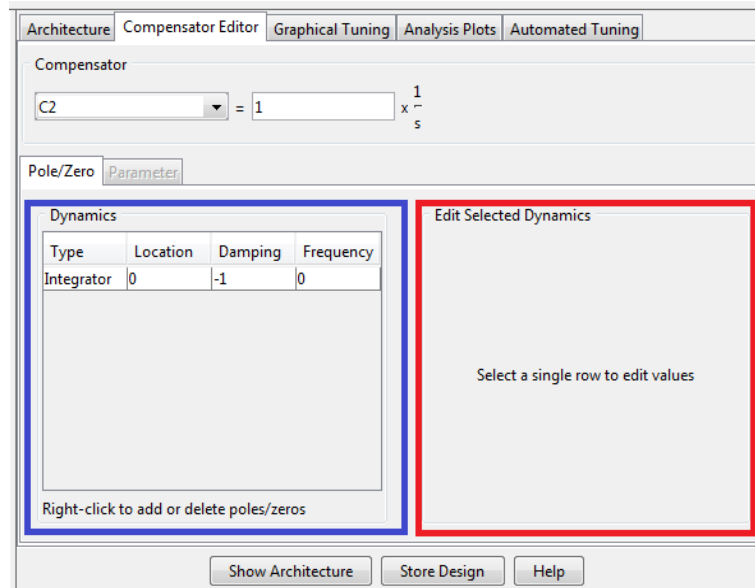 Architecture Compensator Editor Graphical Tuning Analysis Plots Automated Tuning
Compensator
C2 = 1 x 1
s
Pole/Zero Parameter
Dynamics
Type Location Damping Frequency
Integrator 0 -1 0
Right-click to add or delete poles/zeros
Edit Selected Dynamics
Select a single row to edit values
Show Architecture Store Design Help